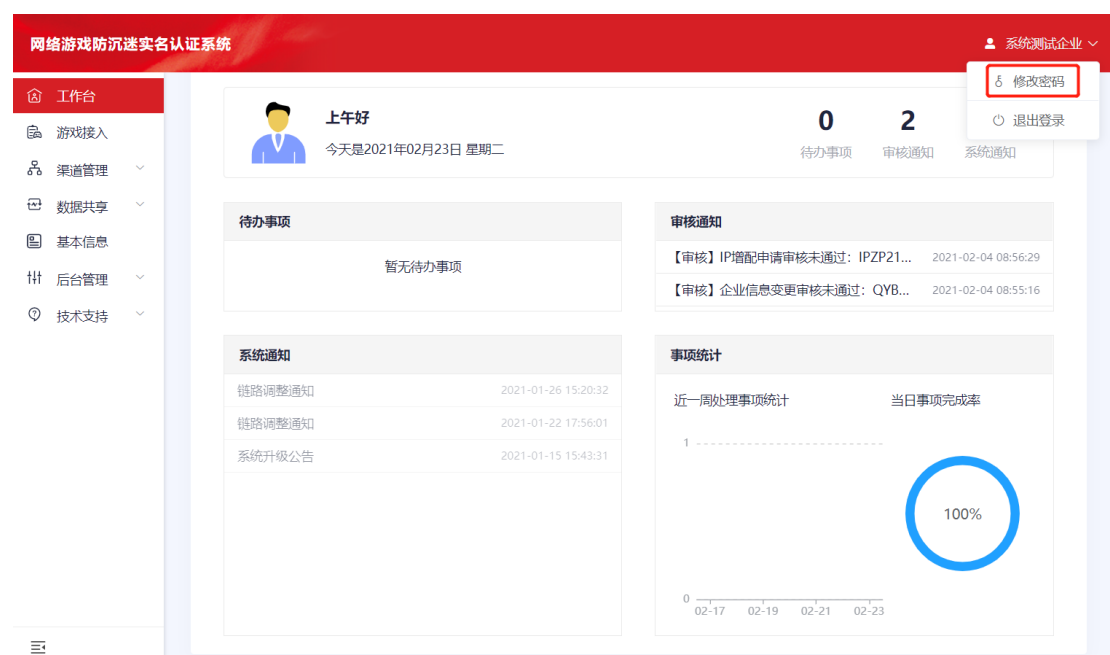 网络游戏防沉迷实名认证系统
系统测试企业
修改密码
退出登录
工作台
游戏接入
渠道管理
数据共享
基本信息
后台管理
技术支持
上午好
今天是2021年02月23日 星期二
0
2
待办事项
审核通知
系统通知
待办事项
暂无待办事项
审核通知
【审核】IP增配申请审核未通过：IPZP21... 2021-02-04 08:56:29
【审核】企业信息变更审核未通过：QYB... 2021-02-04 08:55:16
系统通知
链路调整通知 2021-01-26 15:20:32
链路调整通知 2021-01-22 17:56:01
系统升级公告 2021-01-15 15:43:31
事项统计
近一周处理事项统计
当日事项完成率
1
0
02-17 02-19 02-21 02-23
100%